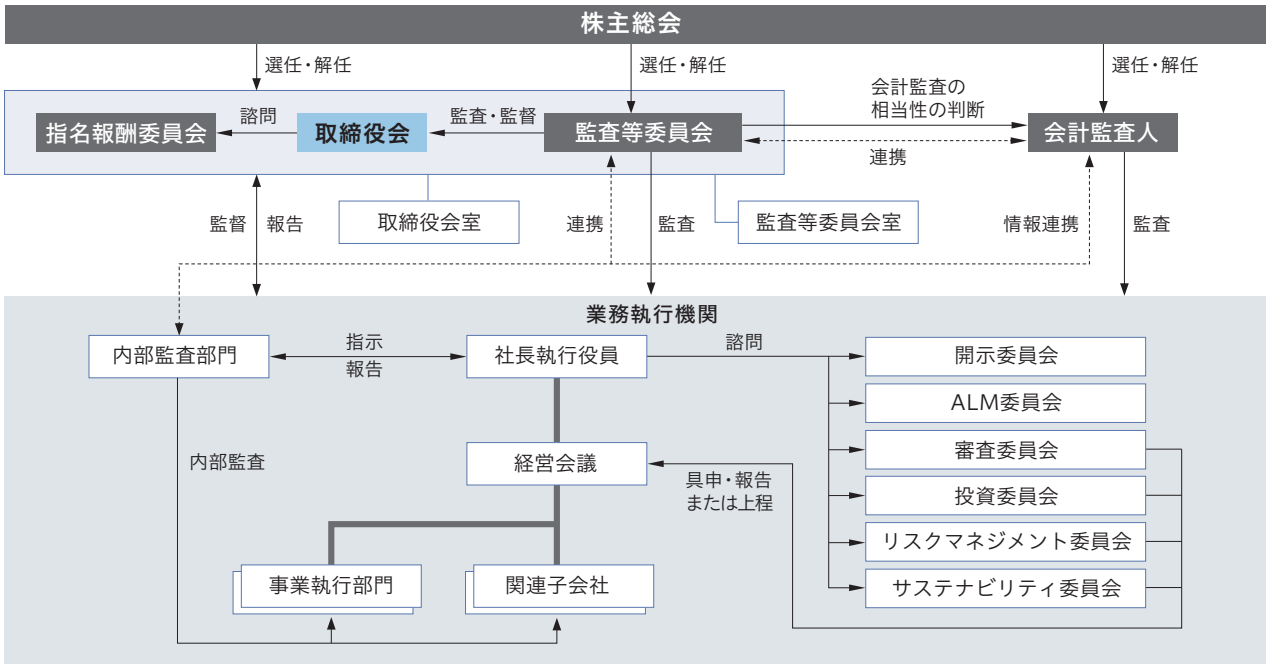 株主総会
選任・解任
選任・解任
選任・解任
会計監査の
相当性の判断
指名報酬委員会
諮問
取締役会
監査・監督
監査等委員会
連携
会計監査人
監督
報告
取締役会室
連携
監査
監査等委員会室
情報連携
監査
業務執行機関
内部監査部門
指示
報告
社長執行役員
諮問
開示委員会
ALM委員会
審査委員会
投資委員会
リスクマネジメント委員会
サステナビリティ委員会
内部監査
経営会議
具申・報告
または上程
事業執行部門
関連子会社